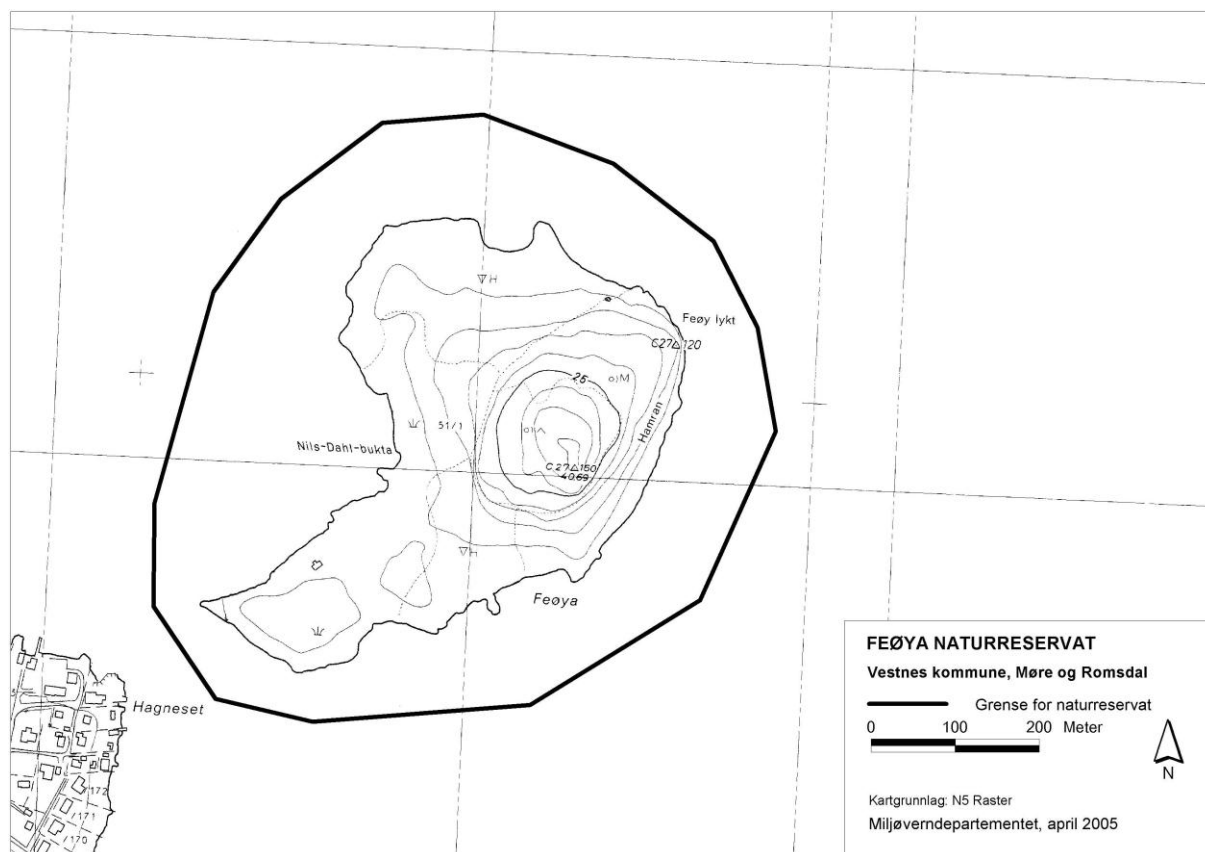 H
Feøy lykt
C27△120
25
o)M
Hamran
51/1
Nils-Dahl-bukta
C27△150
40.69
H
Feøya
Hagneset
172
/171
/170
FEØYA NATURRESERVAT
Vestnes kommune, Møre og Romsdal
Grense for naturreservat
0 100 200 Meter
N
Kartgrunnlag: N5 Raster
Miljøverndepartementet, april 2005